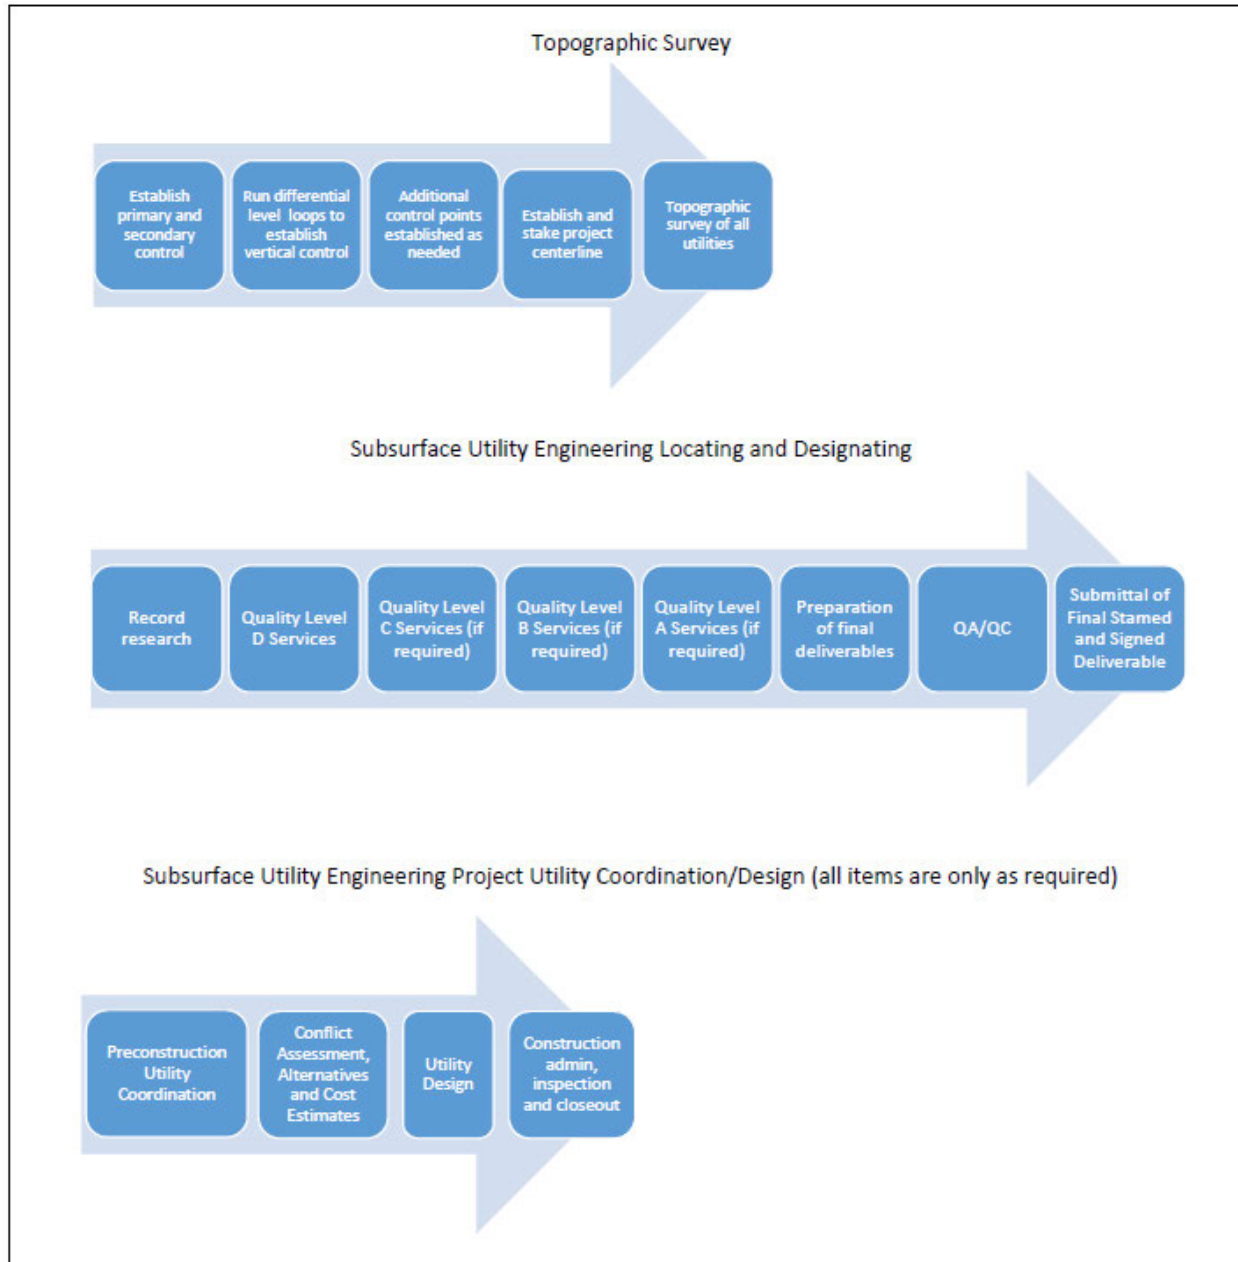 Topographic Survey
Establish
primary and
secondary
control
Run differential
level loops to
establish
vertical control
Additional
control points
established as
needed
Establish and
stake project
centerline
Topographic
survey of all
utilities
Subsurface Utility Engineering Locating and Designating
Record
research
Quality Level
D Services
Quality Level
C Services (if
required)
Quality Level
B Services (if
required)
Quality Level
A Services (if
required)
Preparation
of final
deliverables
QA/QC
Submittal of
Final Stamed
and Signed
Deliverable
Subsurface Utility Engineering Project Utility Coordination/Design (all items are only as required)
Preconstruction
Utility
Coordination
Conflict
Assessment,
Alternatives
and Cost
Estimates
Utility
Design
Construction
admin,
inspection
and closeout